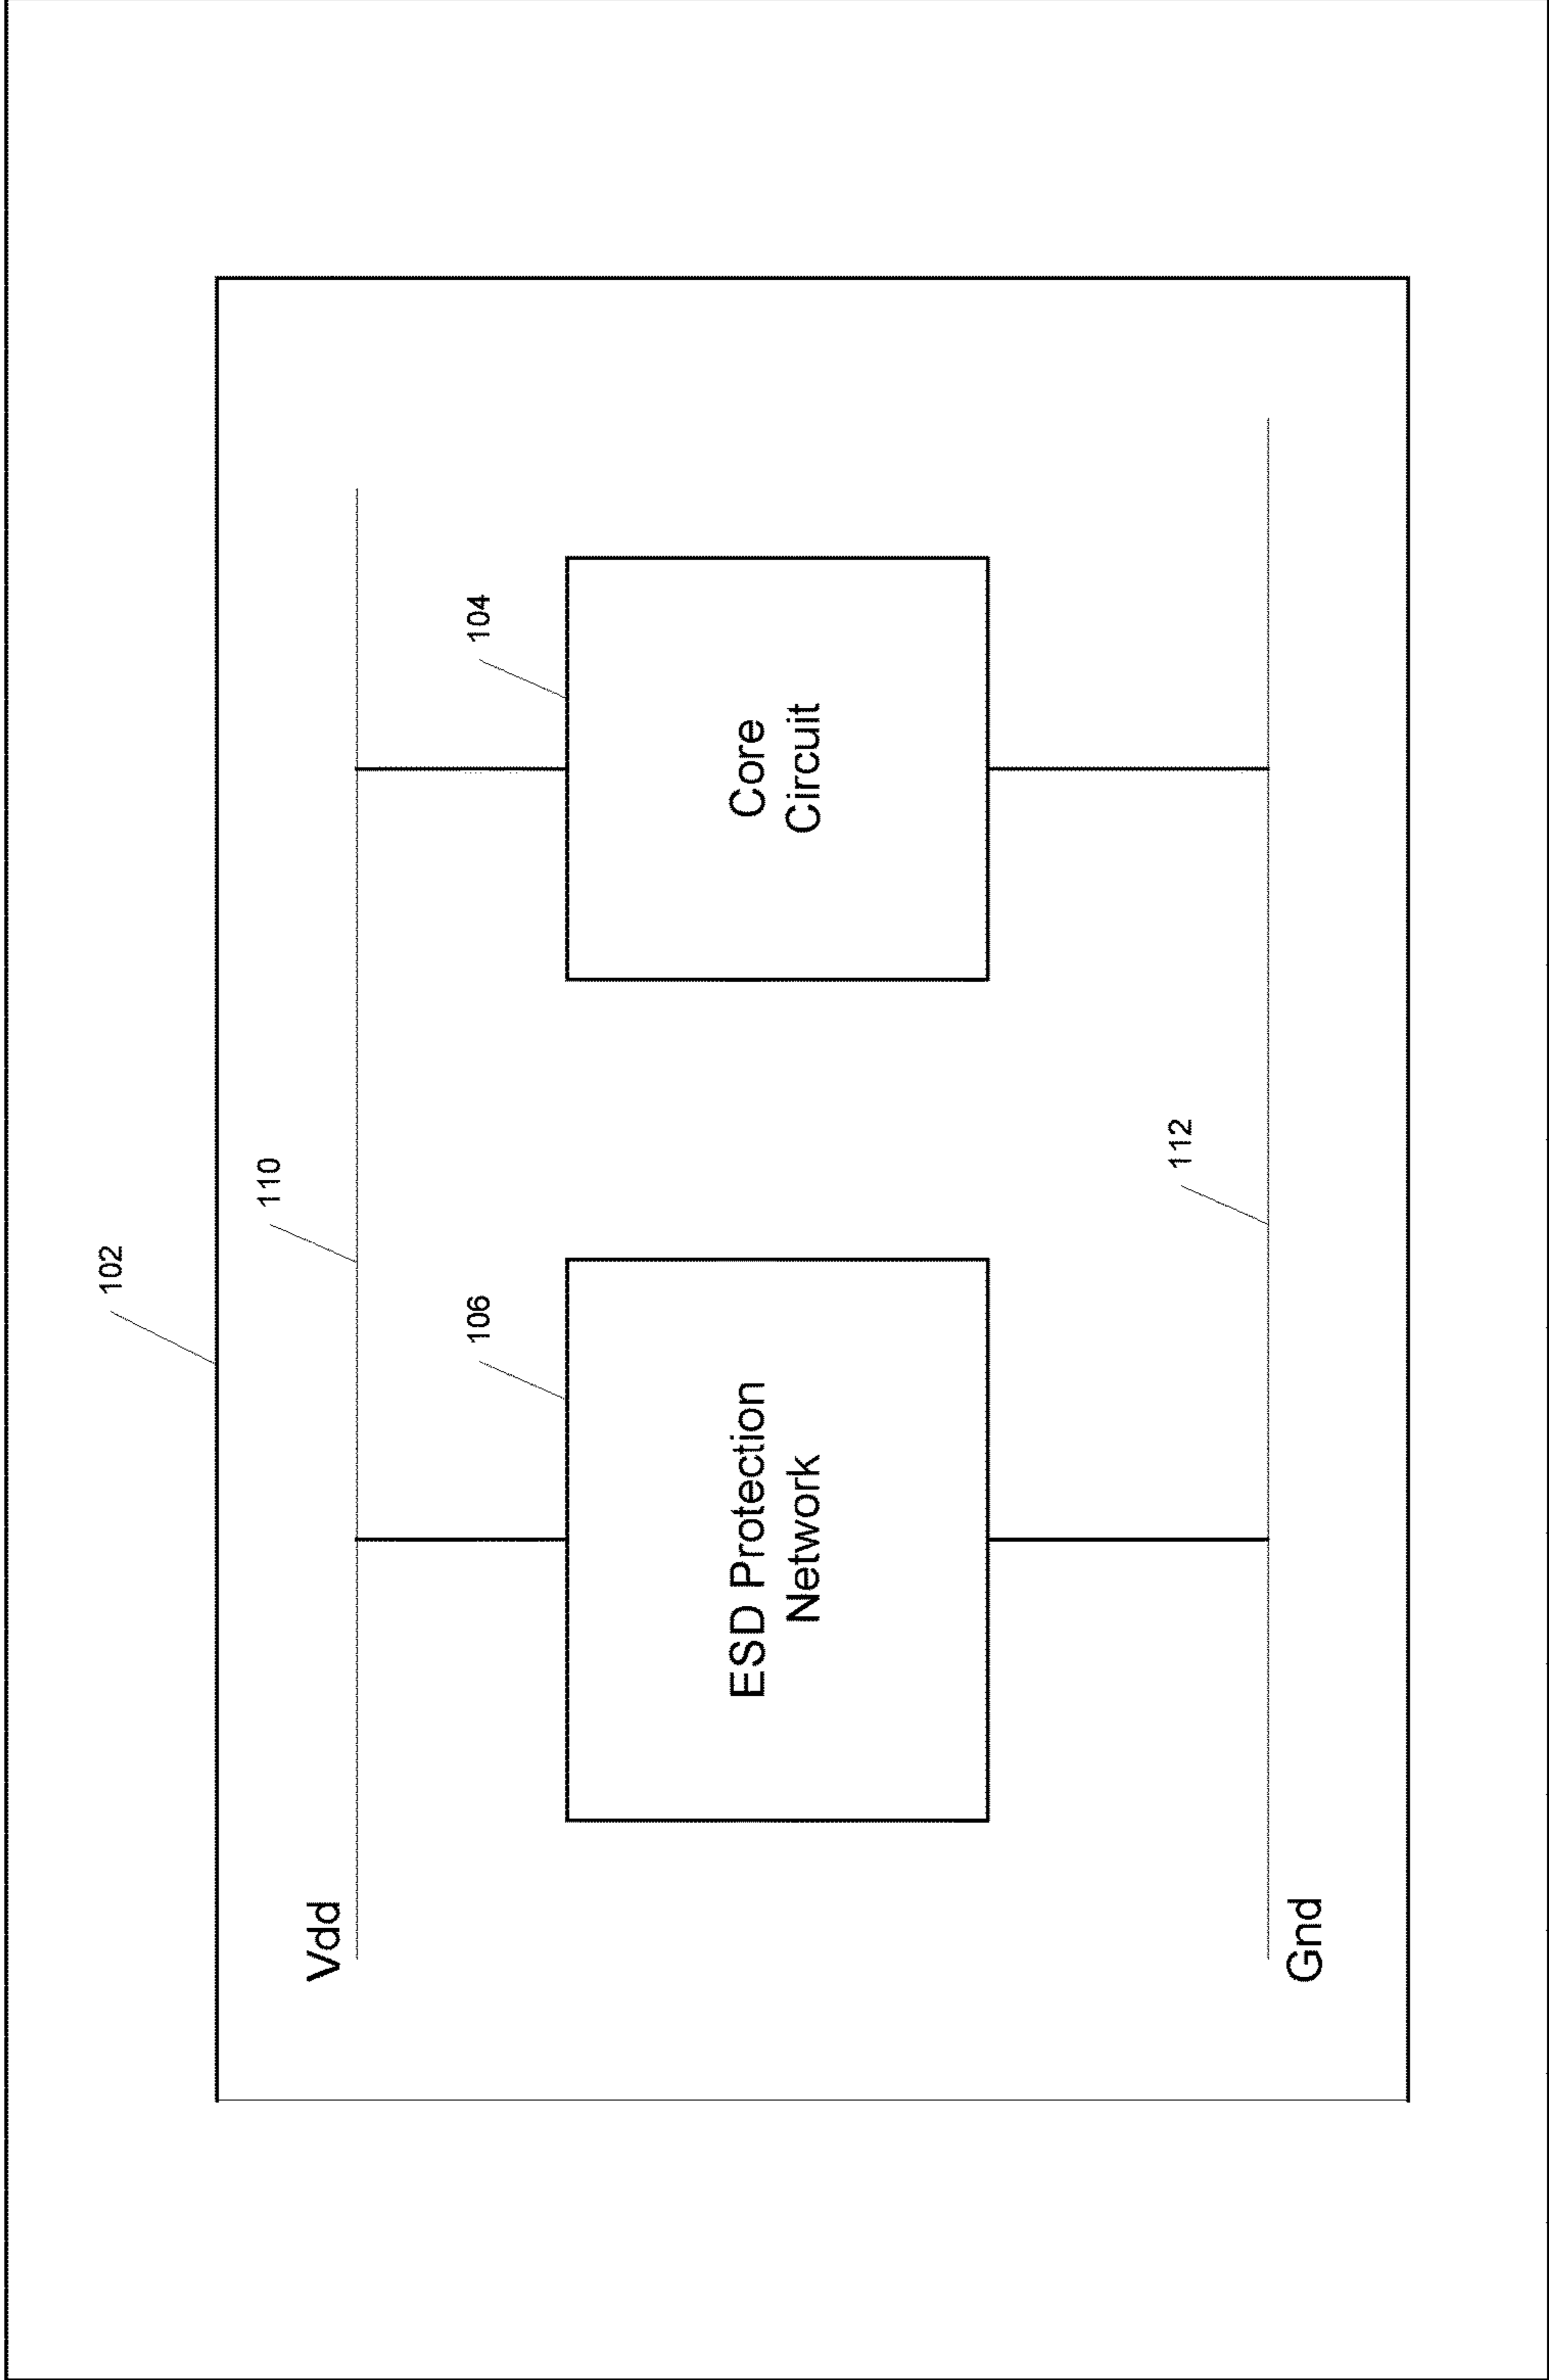 102
110
Vdd
106
104
ESD Protection
Network
Core
Circuit
112
Gnd